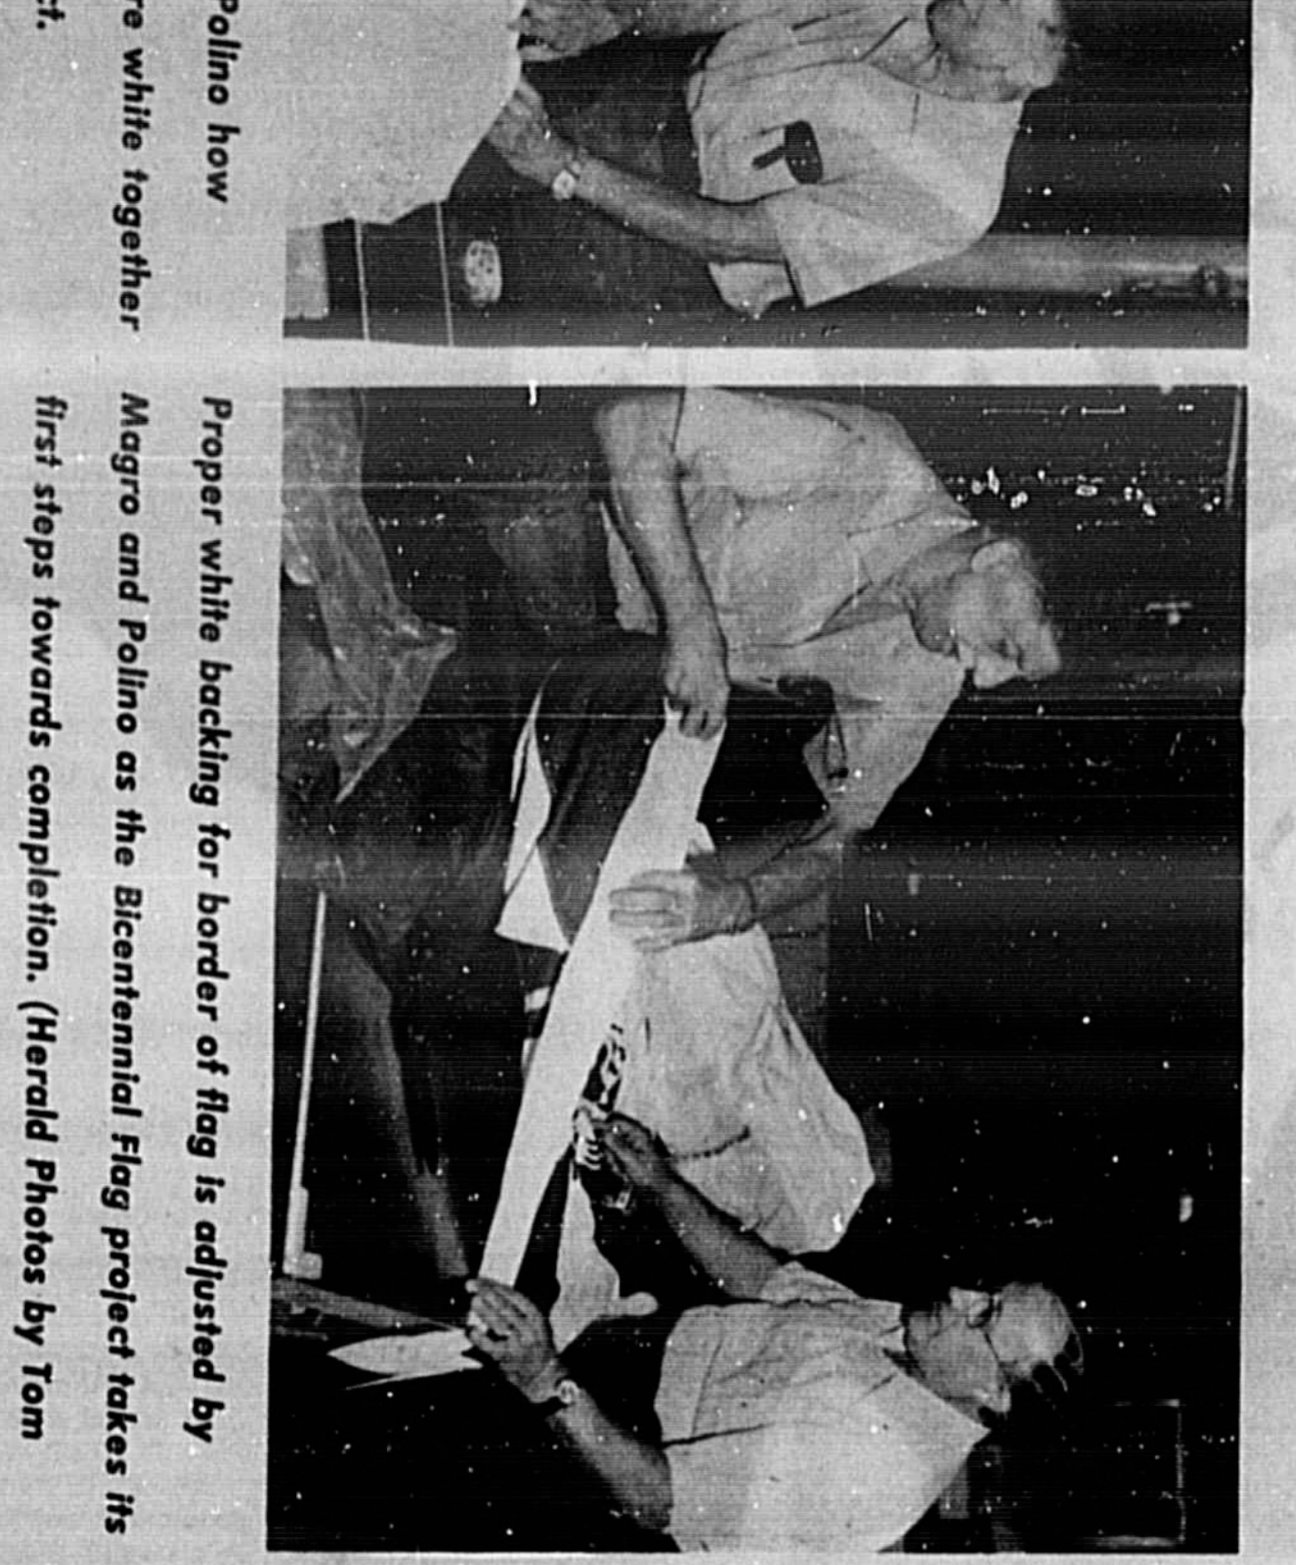 Polino how
re white together
ct.
Proper white backing for border of flag is adjusted by
Magro and Polino as the Bicentennial Flag project takes its
first steps towards completion. (Herald Photos by Tom